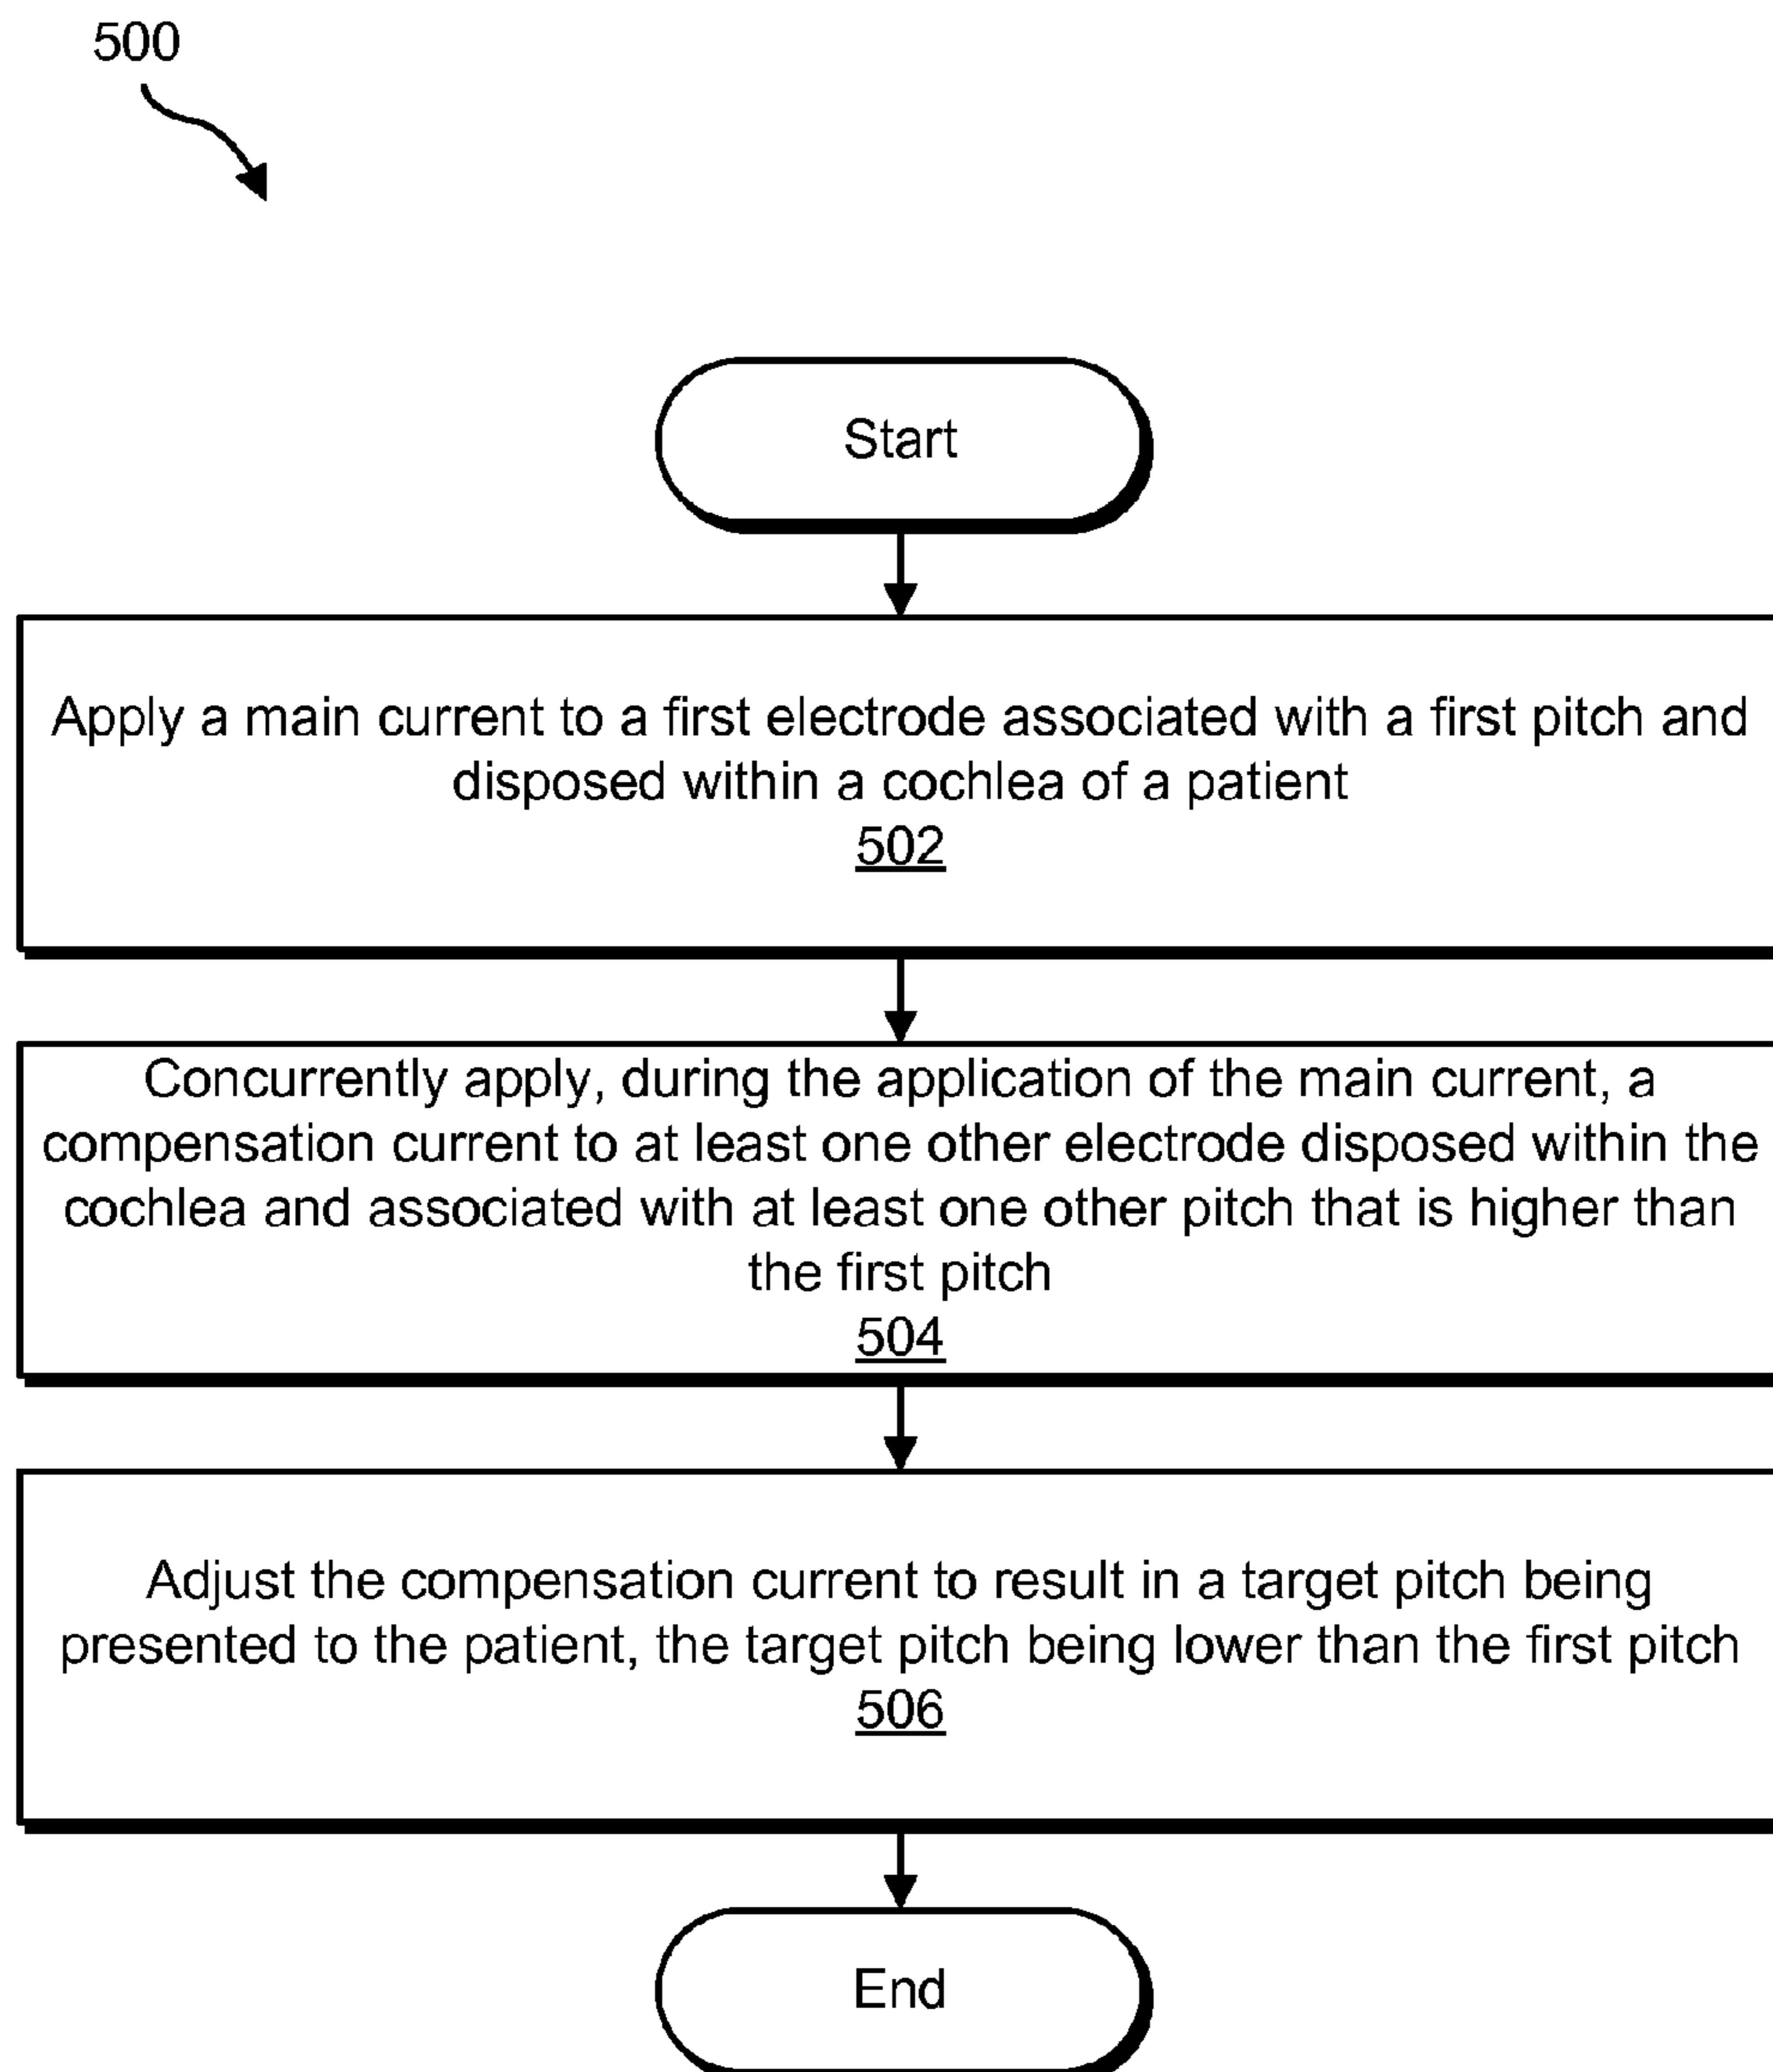 500
Start
Apply a main current to a first electrode associated with a first pitch and
disposed within a cochlea of a patient
502
Concurrently apply, during the application of the main current, a
compensation current to at least one other electrode disposed within the
cochlea and associated with at least one other pitch that is higher than
the first pitch
504
Adjust the compensation current to result in a target pitch being
presented to the patient, the target pitch being lower than the first pitch
506
End